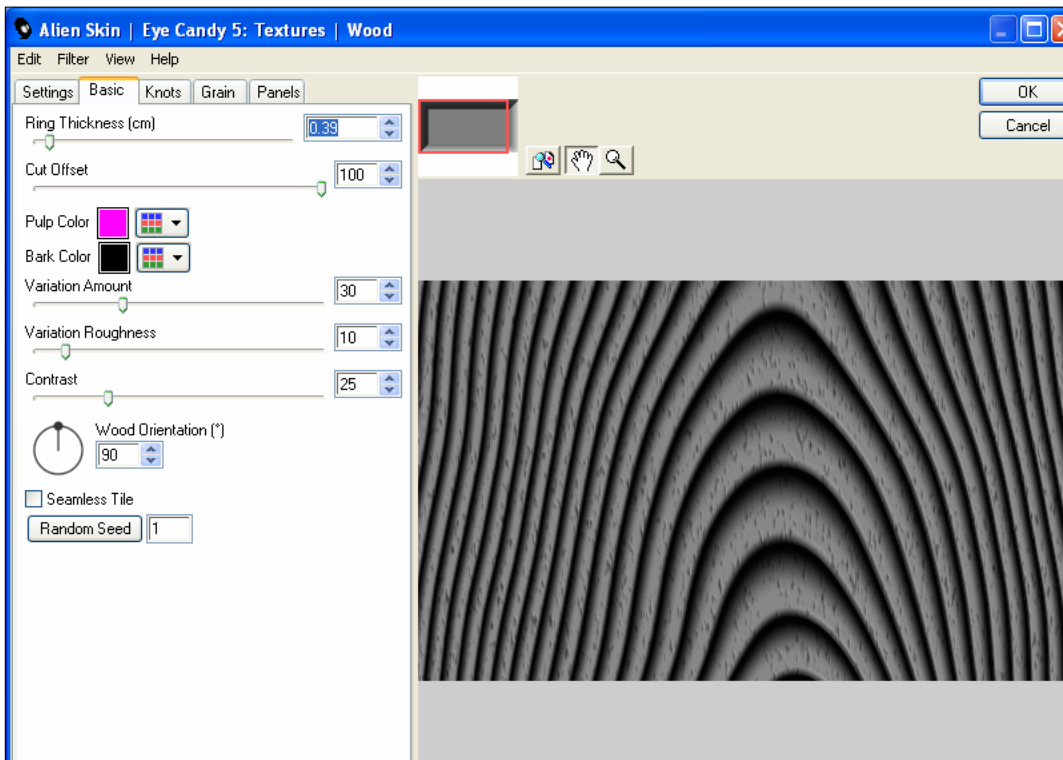 Alien Skin | Eye Candy 5: Textures | Wood
Edit Filter View Help
Settings Basic Knots Grain Panels
OK
Cancel
Ring Thickness (cm) 0.39
Cut Offset 100
Pulp Color
Bark Color
Variation Amount 30
Variation Roughness 10
Contrast 25
Wood Orientation (°)
90
Seamless Tile
Random Seed 1